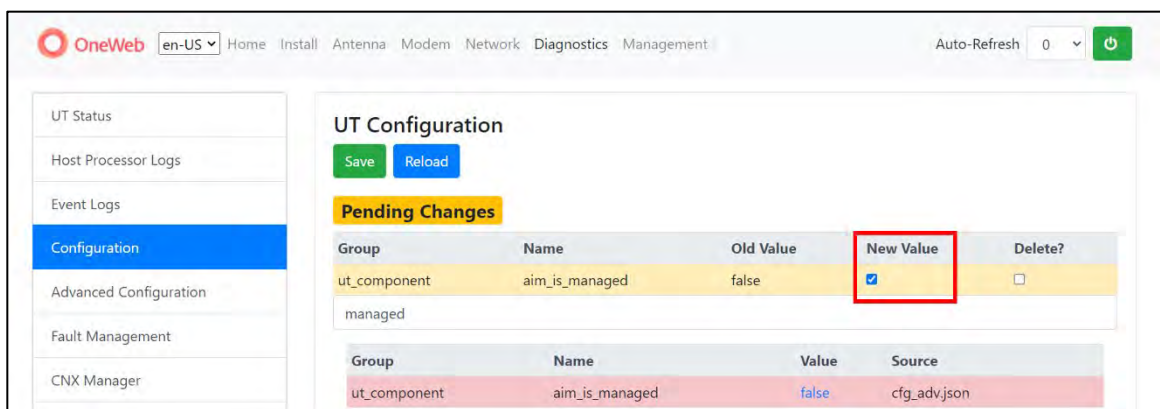 OneWeb en-US Home Install Antenna Modem Network Diagnostics Management Auto-Refresh 0
UT Status
Host Processor Logs
Event Logs
Configuration
Advanced Configuration
Fault Management
CNX Manager
UT Configuration
Save Reload
Pending Changes
Group Name Old Value New Value Delete?
ut_component aim_is_managed false
managed
Group Name Value Source
ut_component aim_is_managed false cfg_adv.json